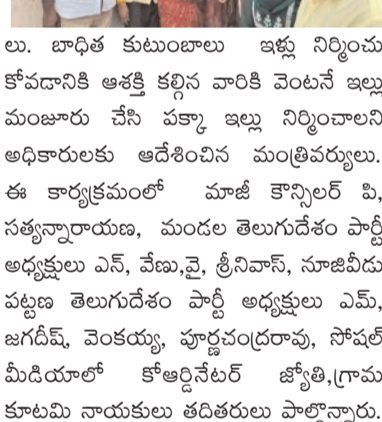 లు. బాధిత కుటుంబాలు ఇళ్లు నిర్మించు
కోవడానికి ఆశక్తి కల్గిన వారికి వెంటనే ఇల్లు
మంజూరు చేసి పక్కా ఇల్లు నిర్మించాలని
అధికారులకు ఆదేశించిన మంత్రివర్యులు.
ఈ కార్యక్రమంలో మాజీ కౌన్సిలర్ పి,
సత్యన్నారాయణ, మండల తెలుగుదేశం పార్టీ
అధ్యక్షులు ఎన్, వేణు,వై, శ్రీనివాస్, నూజివీడు
పట్టణ తెలుగుదేశం పార్టీ అధ్యక్షులు ఎమ్,
జగదీష్, వెంకయ్య, పూర్ణచంద్రరావు, సోషల్
మీడియాలో కోఆర్డినేటర్ జ్యోతి,గ్రామ
కూటమి నాయకులు తదితరులు పాల్గొన్నారు.